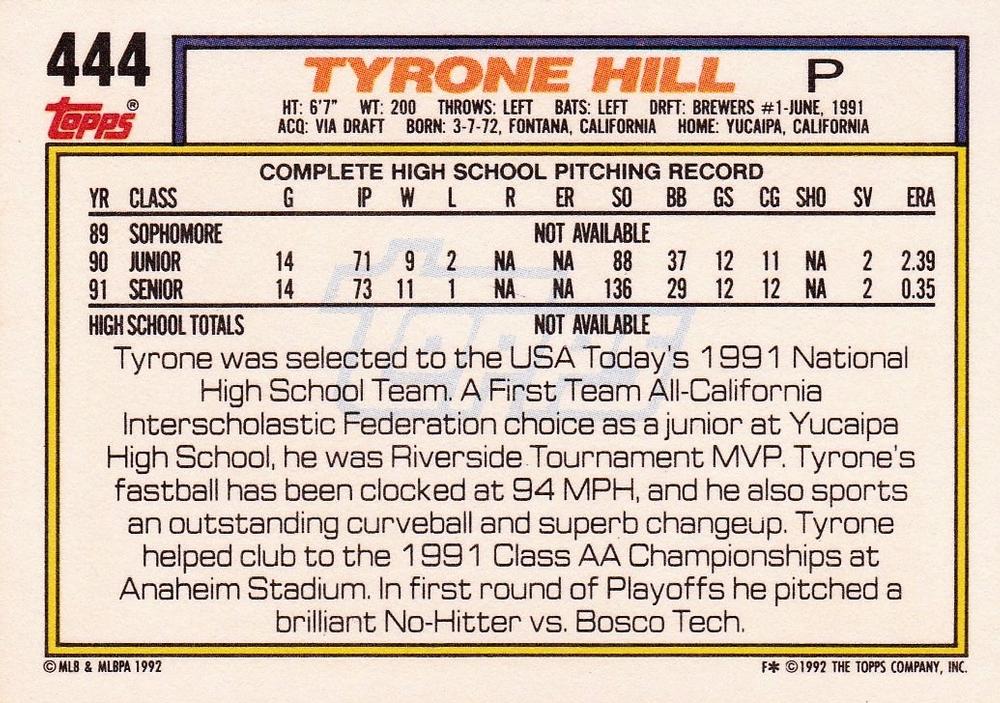 444
TYRONE HILL P
Topps®
HT: 6'7" WT: 200 THROWS: LEFT BATS: LEFT DRFT: BREWERS #1-JUNE, 1991
ACQ: VIA DRAFT BORN: 3-7-72, FONTANA, CALIFORNIA HOME: YUCAIPA, CALIFORNIA
COMPLETE HIGH SCHOOL PITCHING RECORD
YR CLASS G IP W L R ER SO BB GS CG SHO SV ERA
89 SOPHOMORE NOT AVAILABLE
90 JUNIOR 14 71 9 2 NA NA 88 37 12 11 NA 2 2.39
91 SENIOR 14 73 11 1 NA NA 136 29 12 12 NA 2 0.35
HIGH SCHOOL TOTALS NOT AVAILABLE
Topps
Tyrone was selected to the USA Today's 1991 National
High School Team. A First Team All-California
Interscholastic Federation choice as a junior at Yucaipa
High School, he was Riverside Tournament MVP. Tyrone's
fastball has been clocked at 94 MPH, and he also sports
an outstanding curveball and superb changeup. Tyrone
helped club to the 1991 Class AA Championships at
Anaheim Stadium. In first round of Playoffs he pitched a
brilliant No-Hitter vs. Bosco Tech.
© MLB & MLBPA 1992
F* ©1992 THE TOPPS COMPANY, INC.